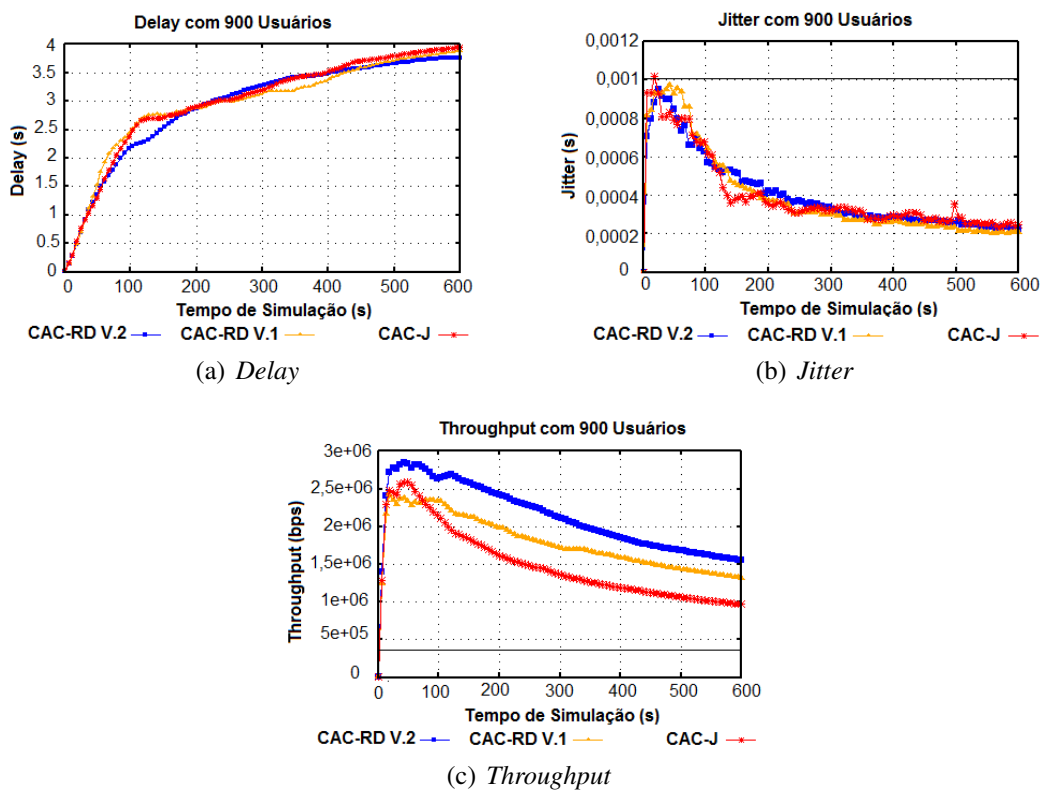 Delay com 900 Usuários
4
3.5
3
2.5
2
1.5
1
0.5
0
Delay (s)
0 100 200 300 400 500 600
Tempo de Simulação (s)
CAC-RD V.2 CAC-RD V.1 CAC-J
(a) Delay
Jitter com 900 Usuários
0,0012
0,001
0,0008
0,0006
0,0004
0,0002
0
Jitter (s)
0 100 200 300 400 500 600
Tempo de Simulação (s)
CAC-RD V.2 CAC-RD V.1 CAC-J
(b) Jitter
Throughput com 900 Usuários
3e+06
2,5e+06
2e+06
1,5e+06
1e+06
5e+05
0
Throughput (bps)
0 100 200 300 400 500 600
Tempo de Simulação (s)
CAC-RD V.2 CAC-RD V.1 CAC-J
(c) Throughput